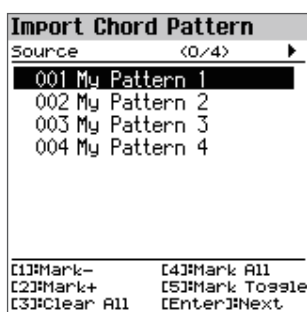 Import Chord Pattern
Source <0/4> ▶
001 My Pattern 1
002 My Pattern 2
003 My Pattern 3
004 My Pattern 4
[1]:Mark- [4]:Mark All
[2]:Mark+ [5]:Mark Toggle
[3]:Clear All [Enter]:Next